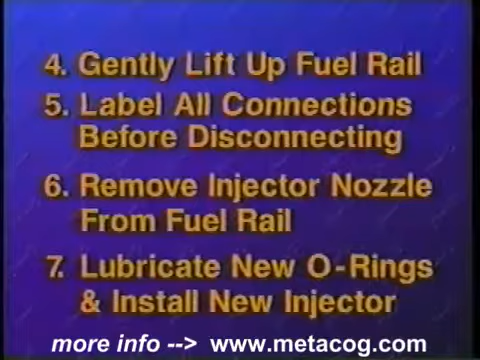 4. Gently Lift Up Fuel Rail
5. Label All Connections
Before Disconnecting
6. Remove Injector Nozzle
From Fuel Rail
7. Lubricate New O-Rings
& Install New Injector
more info --> www.metacog.com